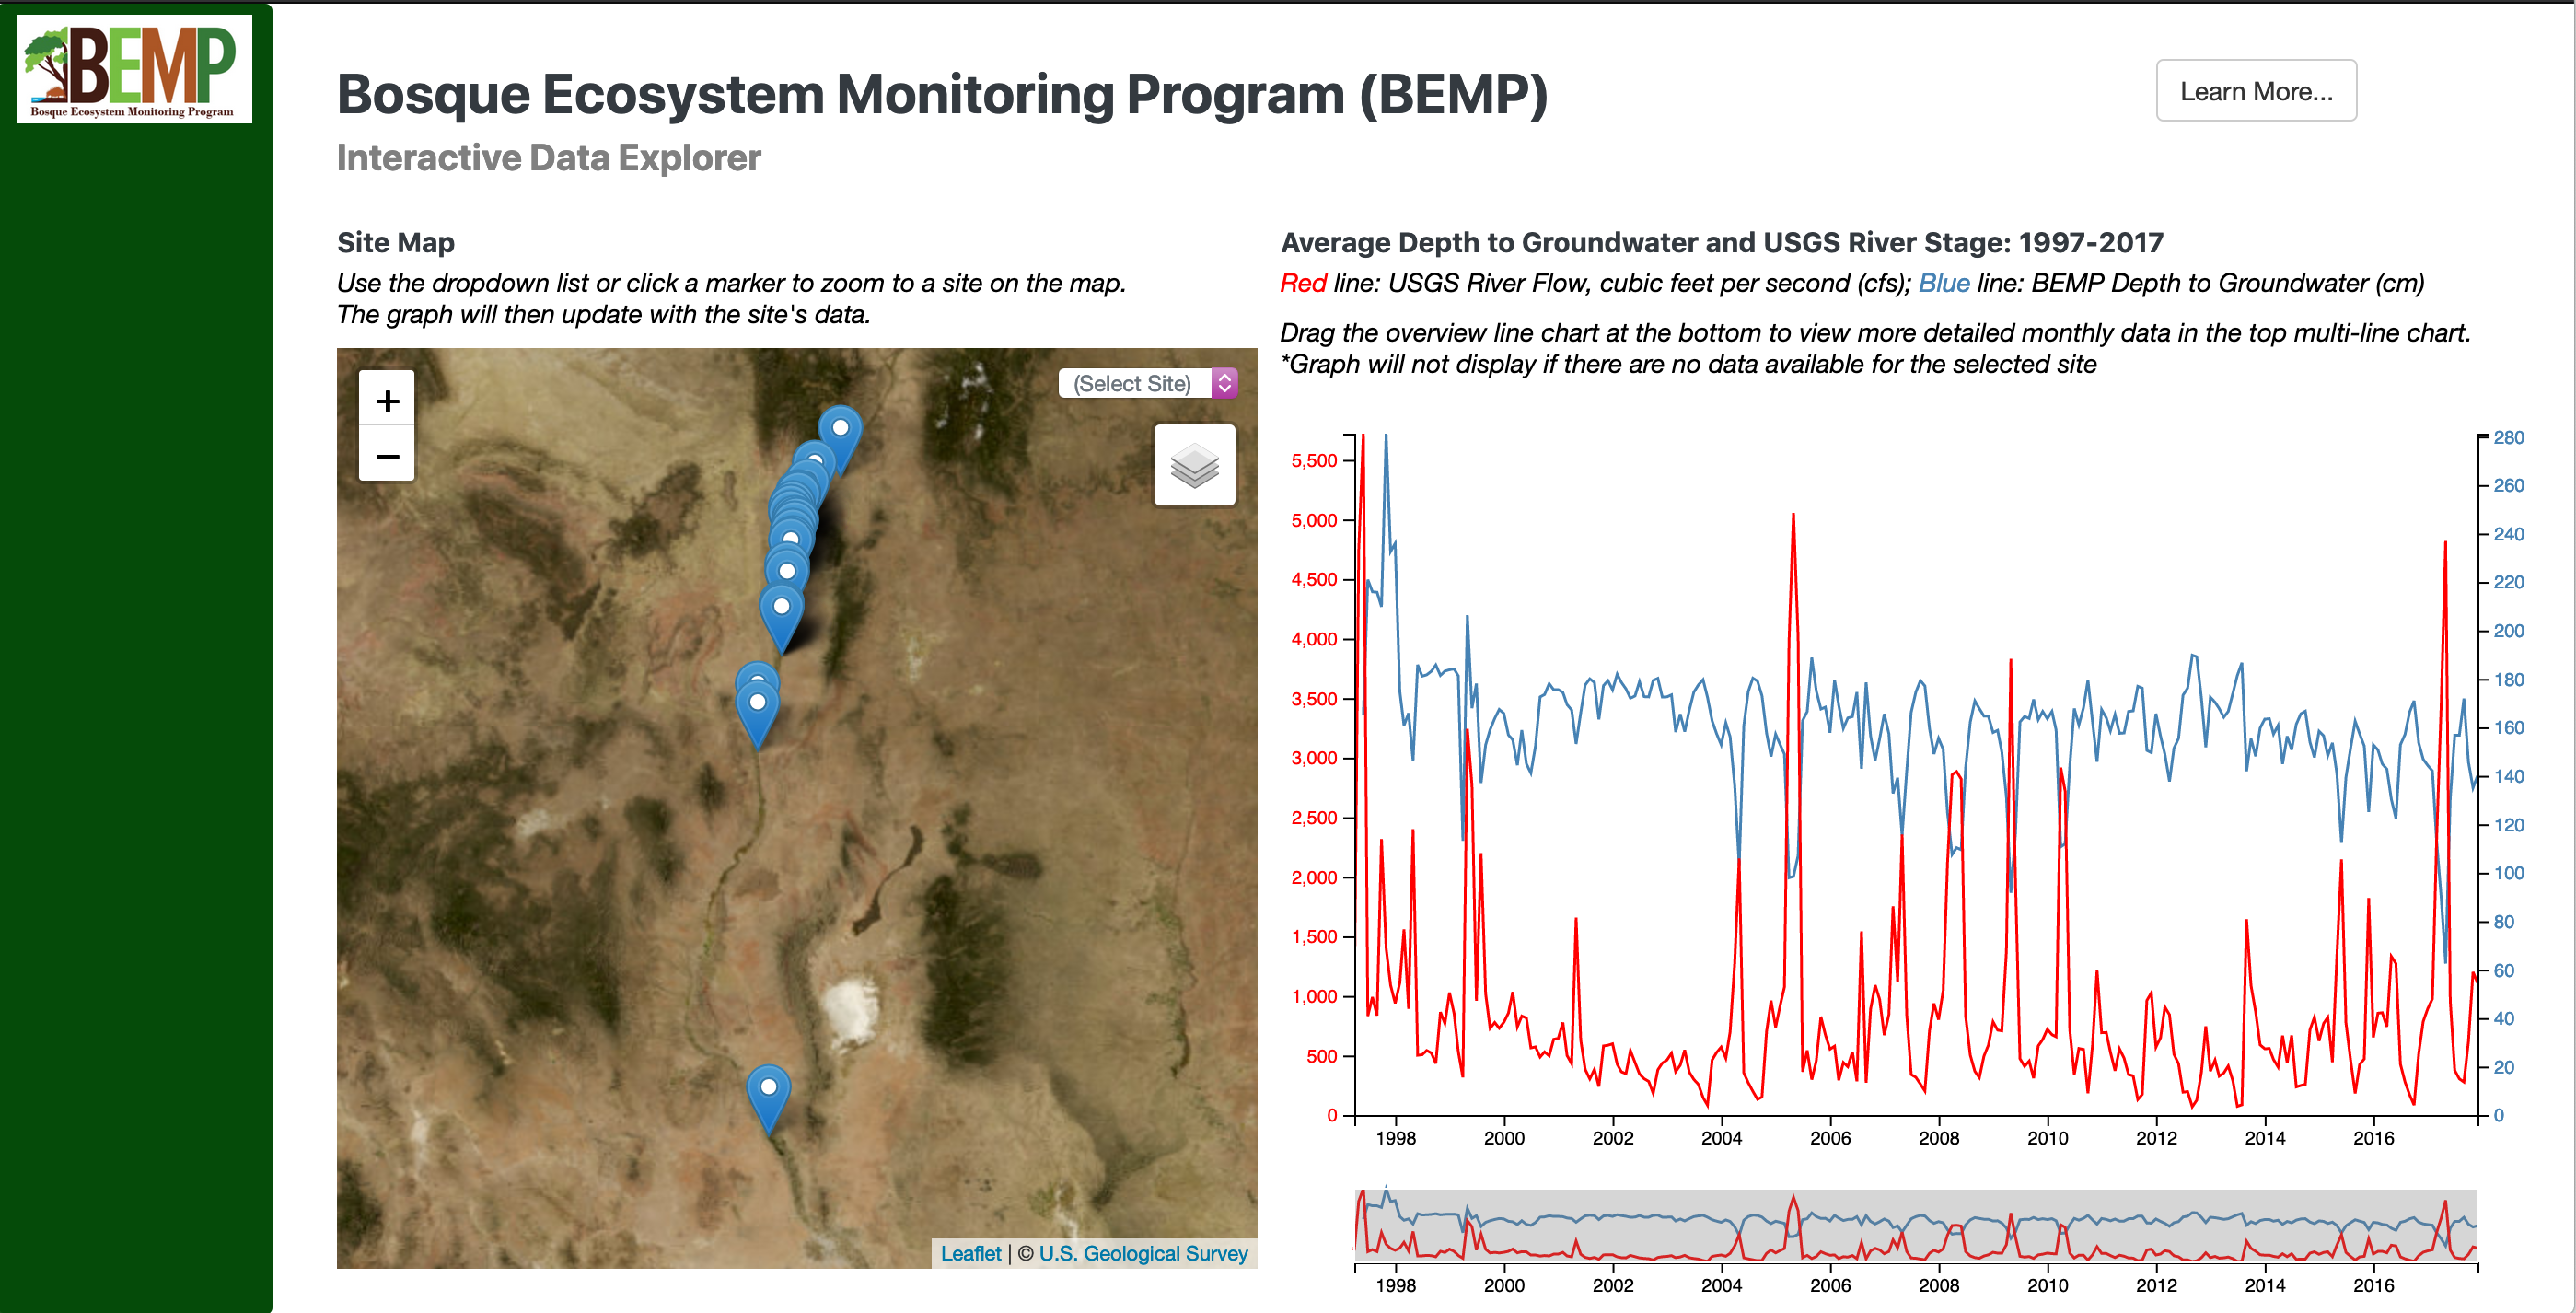 BEMP
Bosque Ecosystem Monitoring Program
Bosque Ecosystem Monitoring Program (BEMP)
Learn More...
Interactive Data Explorer
Site Map
Use the dropdown list or click a marker to zoom to a site on the map.
The graph will then update with the site's data.
+
−
(Select Site)
Leaflet | © U.S. Geological Survey
Average Depth to Groundwater and USGS River Stage: 1997-2017
Red line: USGS River Flow, cubic feet per second (cfs); Blue line: BEMP Depth to Groundwater (cm)
Drag the overview line chart at the bottom to view more detailed monthly data in the top multi-line chart.
*Graph will not display if there are no data available for the selected site
5,500
5,000
4,500
4,000
3,500
3,000
2,500
2,000
1,500
1,000
500
0
280
260
240
220
200
180
160
140
120
100
80
60
40
20
0
1998 2000 2002 2004 2006 2008 2010 2012 2014 2016
1998 2000 2002 2004 2006 2008 2010 2012 2014 2016